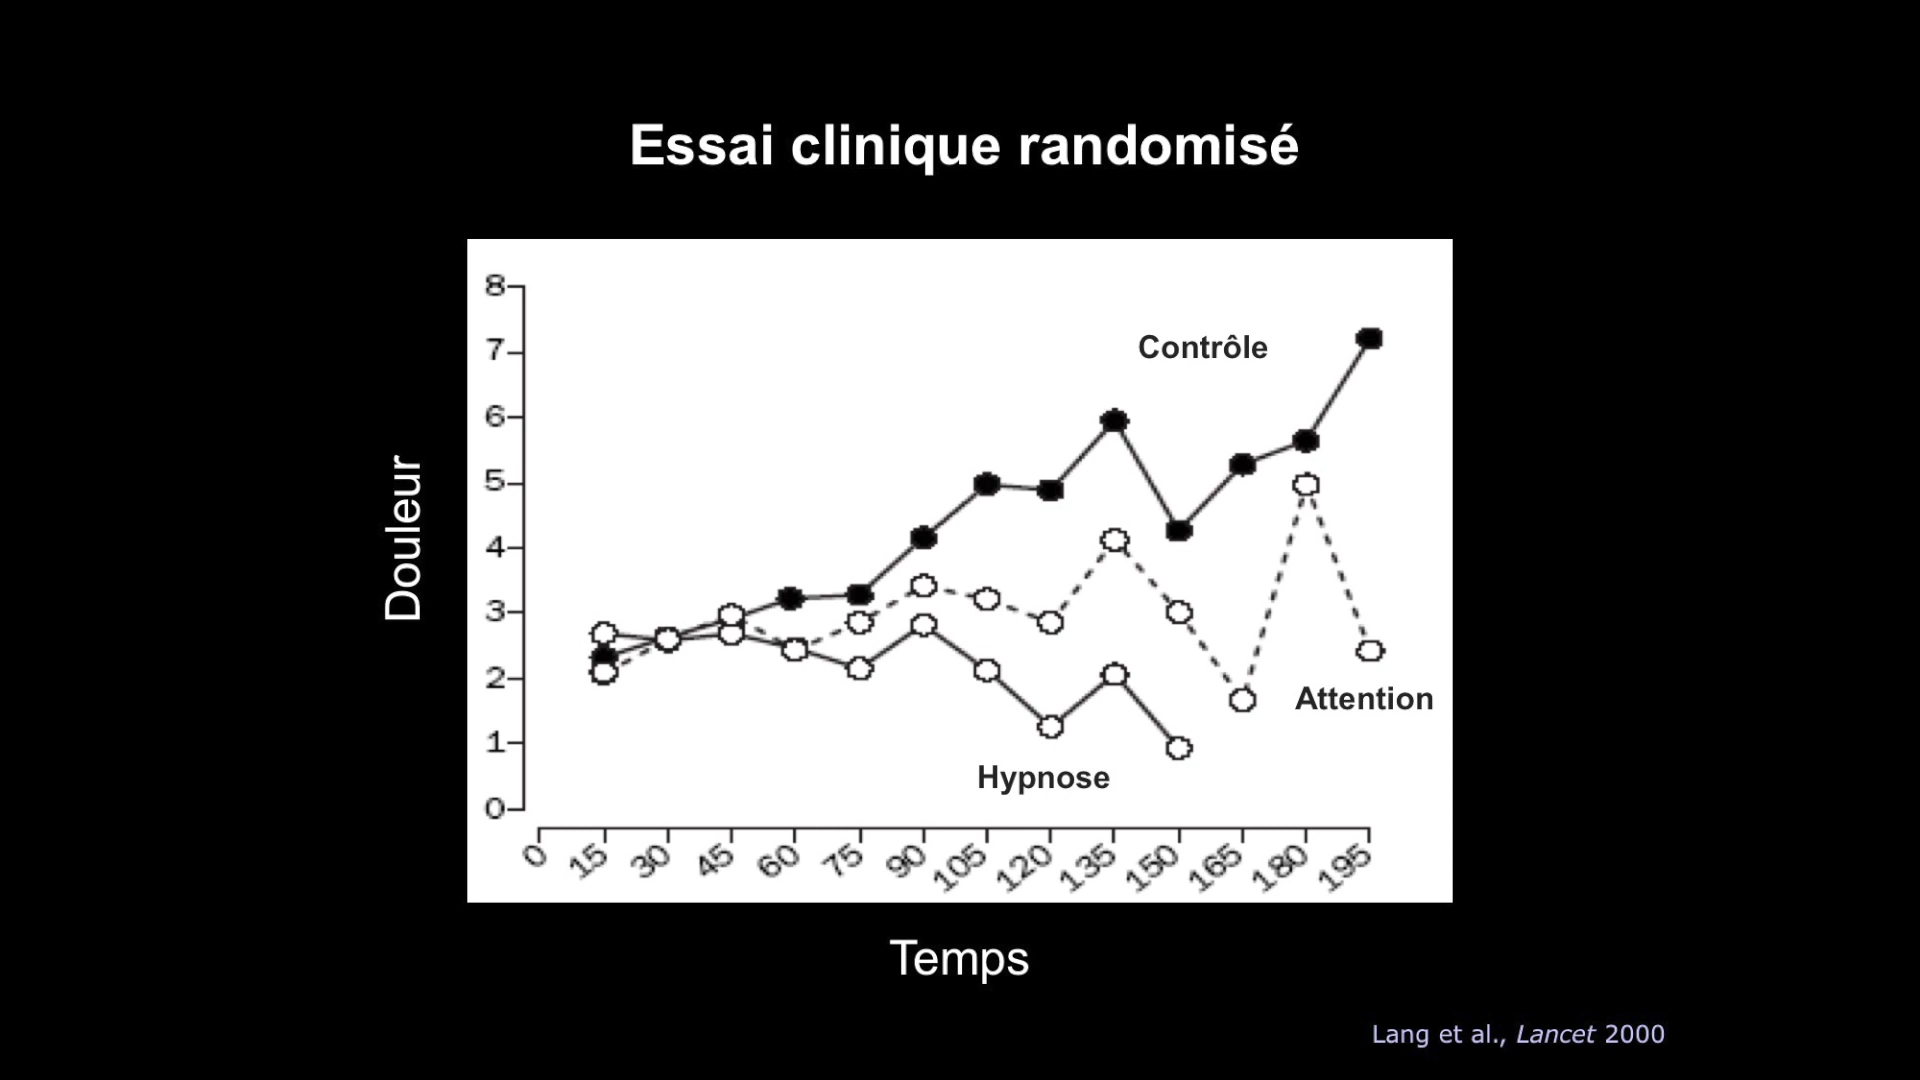 Essai clinique randomisé
8
7
6
5
4
3
2
1
0
Douleur
Contrôle
Attention
Hypnose
0 15 30 45 60 75 90 105 120 135 150 165 180 195
Temps
Lang et al., Lancet 2000